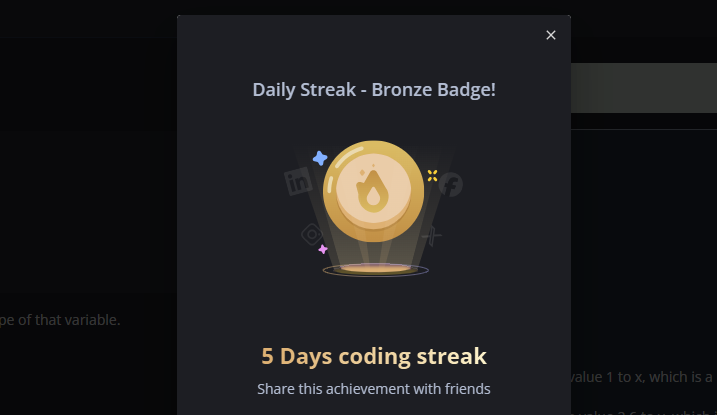 Daily Streak - Bronze Badge!
in
f
pe of that variable.
5 Days coding streak
value 1 to x, which is a
Share this achievement with friends